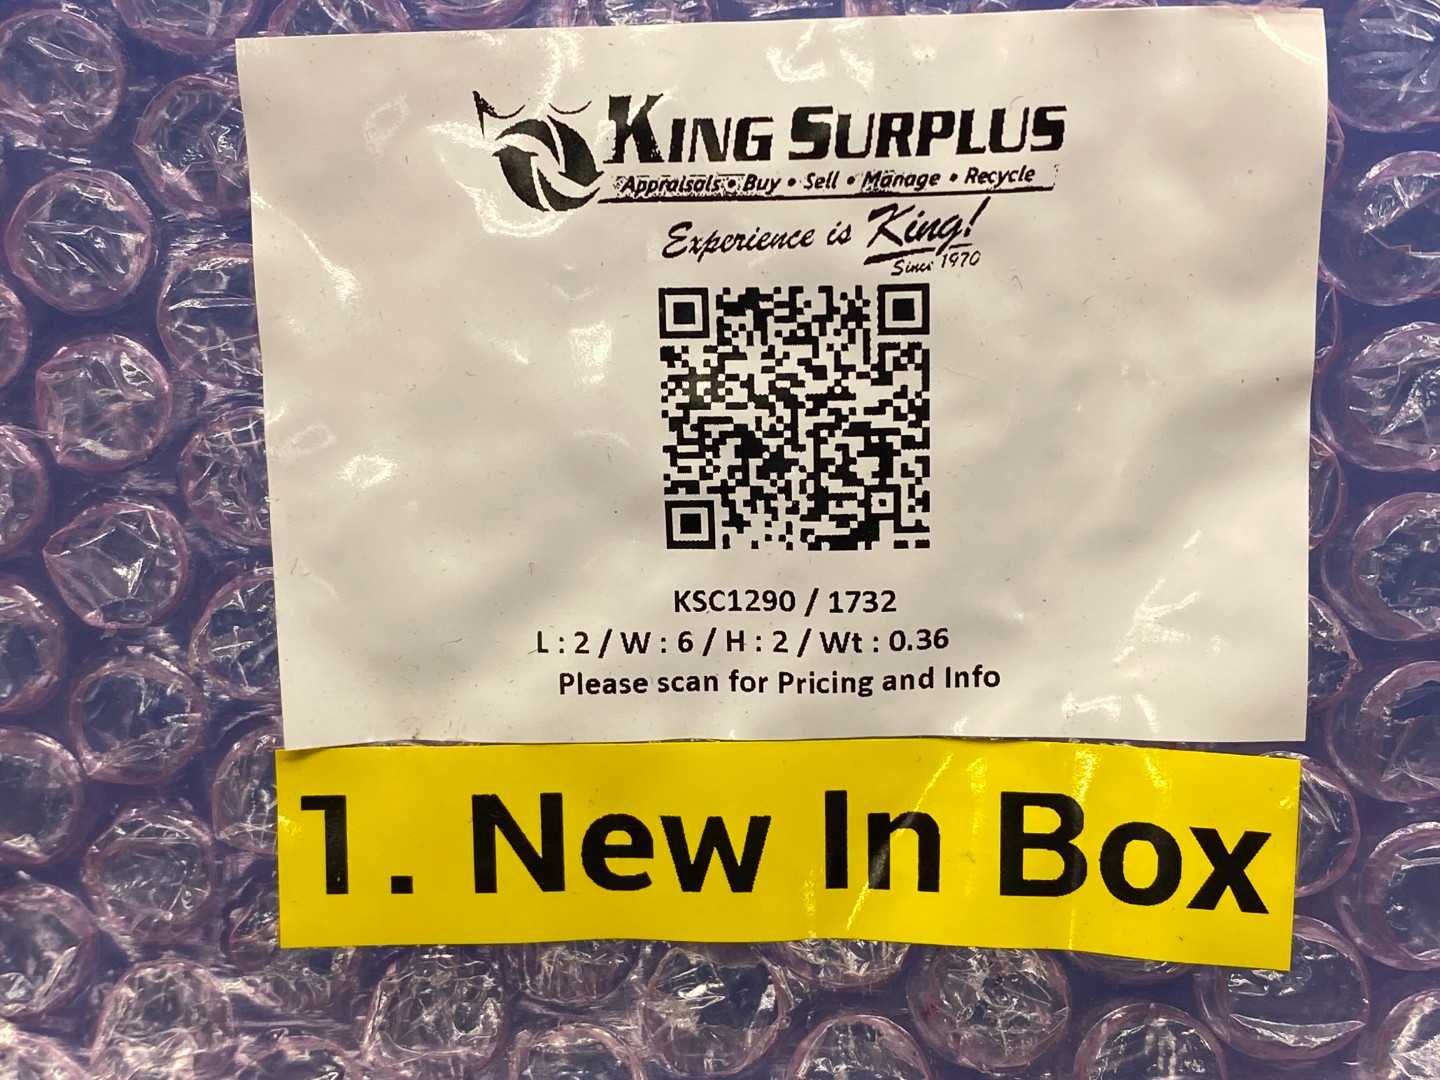 KING SURPLUS
Appraisals • Buy • Sell • Manage • Recycle
Experience is King!
Since 1970
KSC1290 / 1732
L : 2 / W : 6 / H : 2 / Wt : 0.36
Please scan for Pricing and Info
1. New In Box